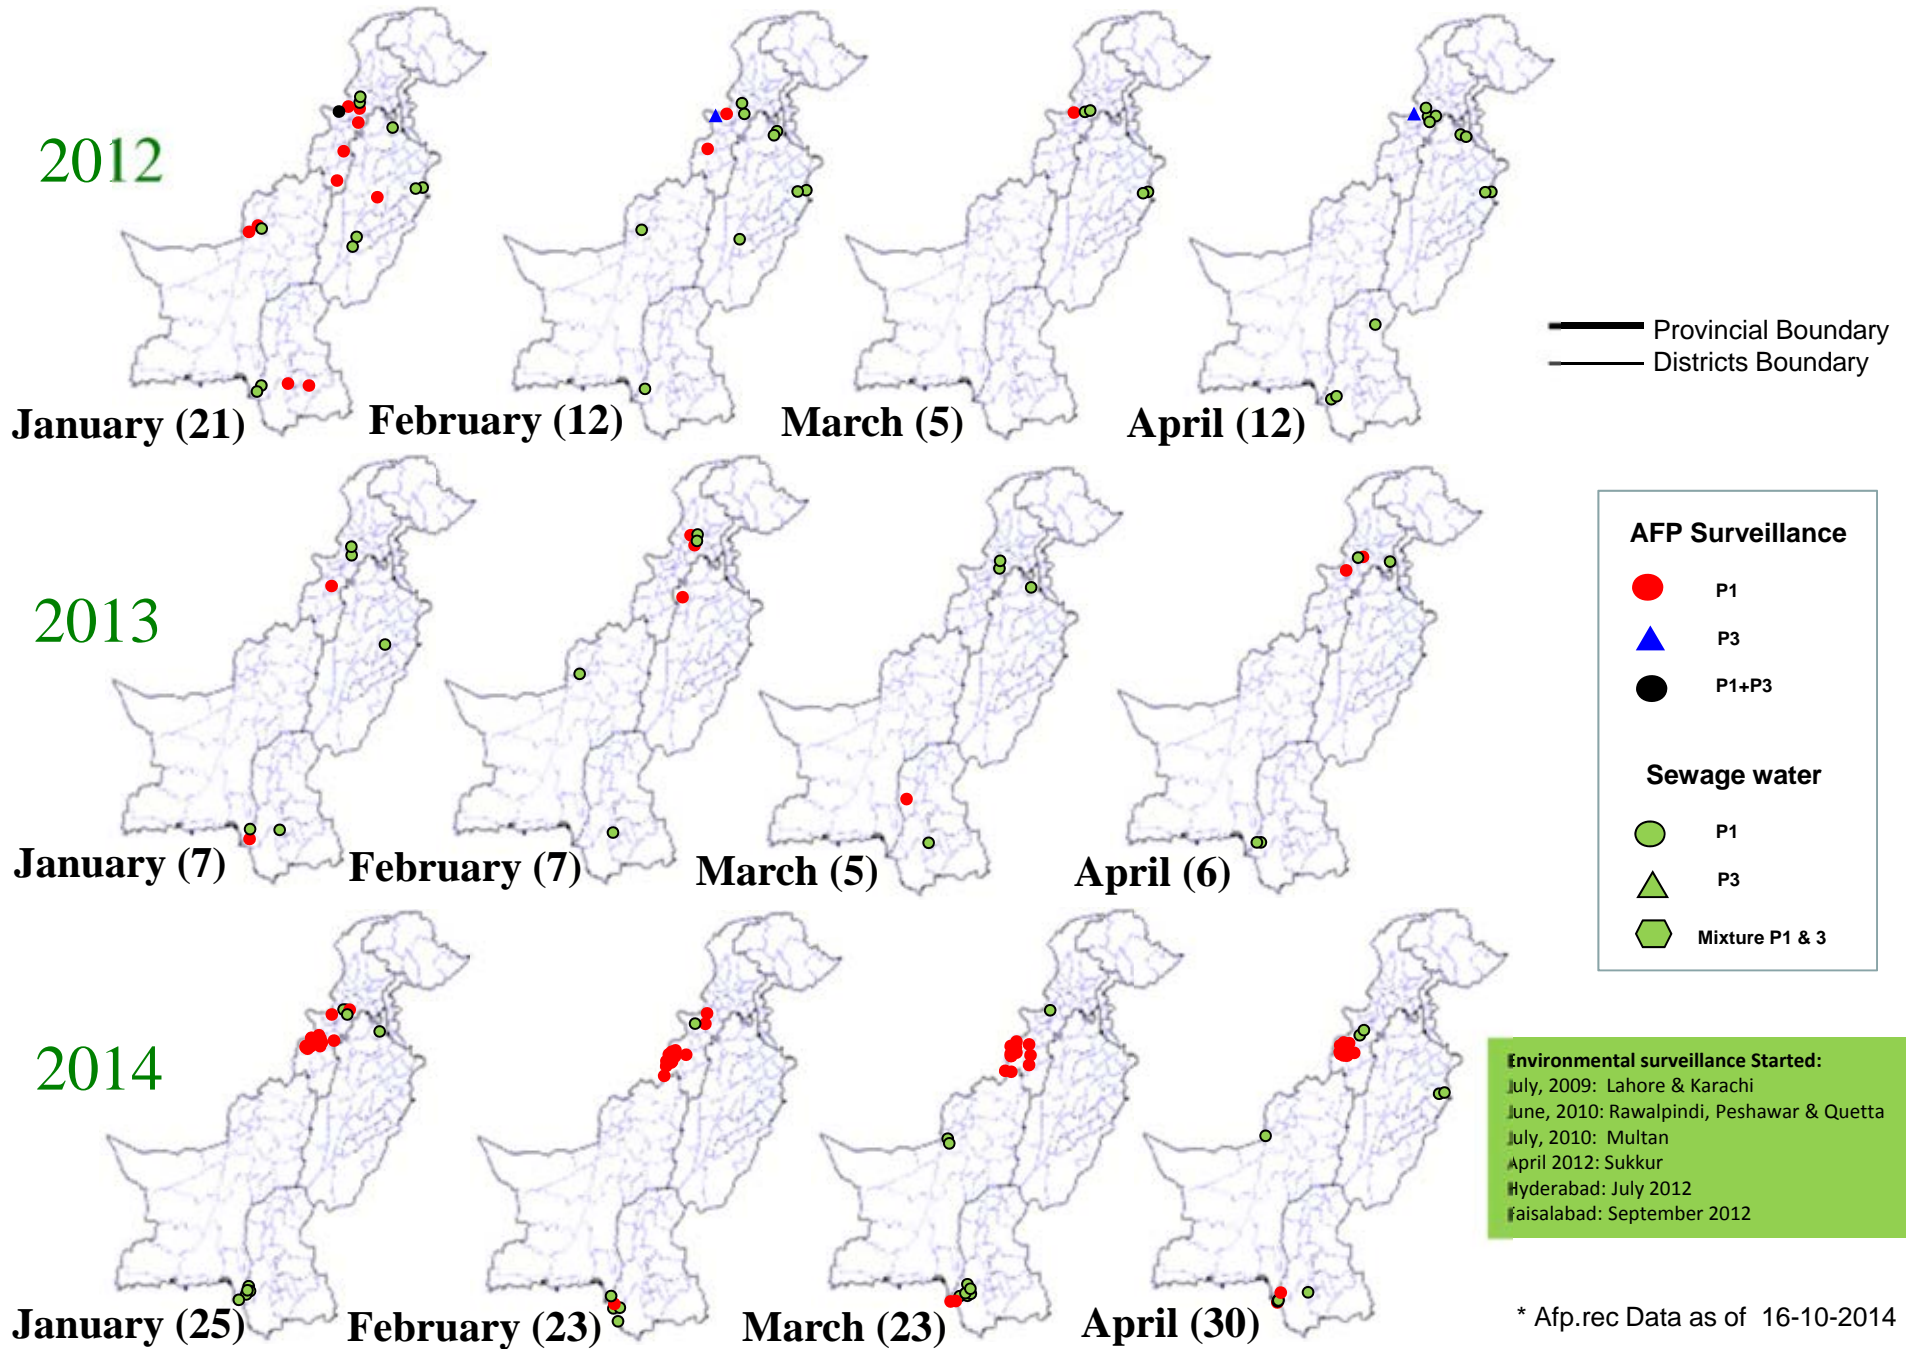 2012
January (21)
February (12)
March (5)
April (12)
Provincial Boundary
Districts Boundary
2013
January (7)
February (7)
March (5)
April (6)
AFP Surveillance
P1
P3
P1+P3
Sewage water
P1
P3
Mixture P1 & 3
2014
January (25)
February (23)
March (23)
April (30)
Environmental surveillance Started:
July, 2009: Lahore & Karachi
June, 2010: Rawalpindi, Peshawar & Quetta
July, 2010: Multan
April 2012: Sukkur
Hyderabad: July 2012
Faisalabad: September 2012
* Afp.rec Data as of 16-10-2014